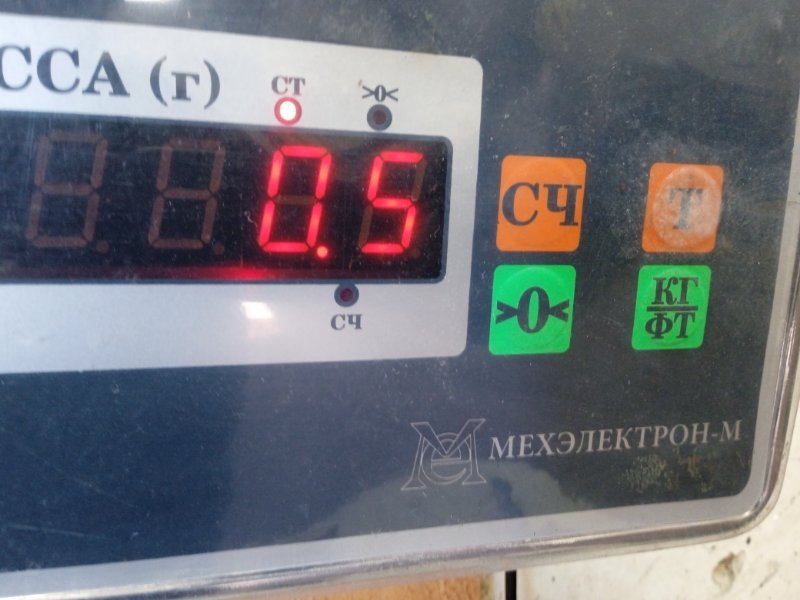 ССА (г)
СТ
>0<
0.5
СЧ
СЧ
Т
>0<
КГ
ФТ
МЕХЭЛЕКТРОН-М